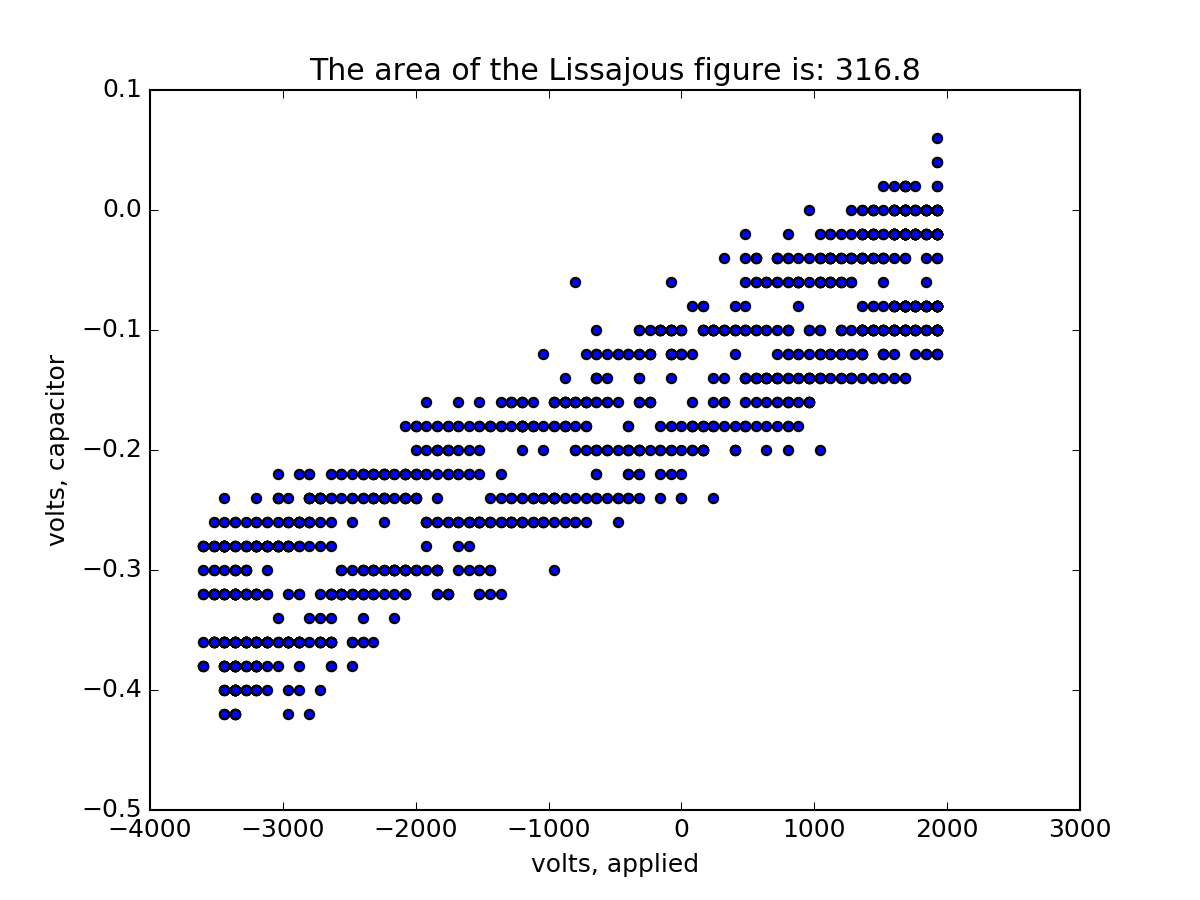 The area of the Lissajous figure is: 316.8
0.1
0.0
−0.1
−0.2
−0.3
−0.4
−0.5
volts, capacitor
−4000 −3000 −2000 −1000 0 1000 2000 3000
volts, applied